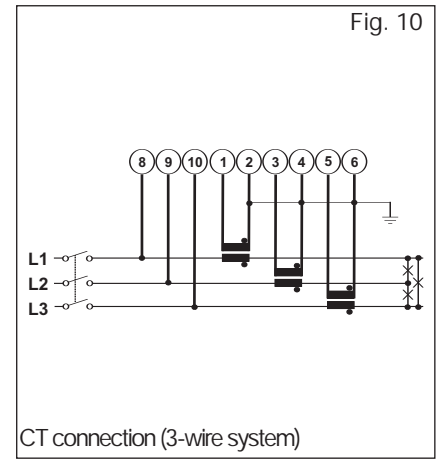 Fig. 10
8 9 10 1 2 3 4 5 6
L1
L2
L3
CT connection (3-wire system)